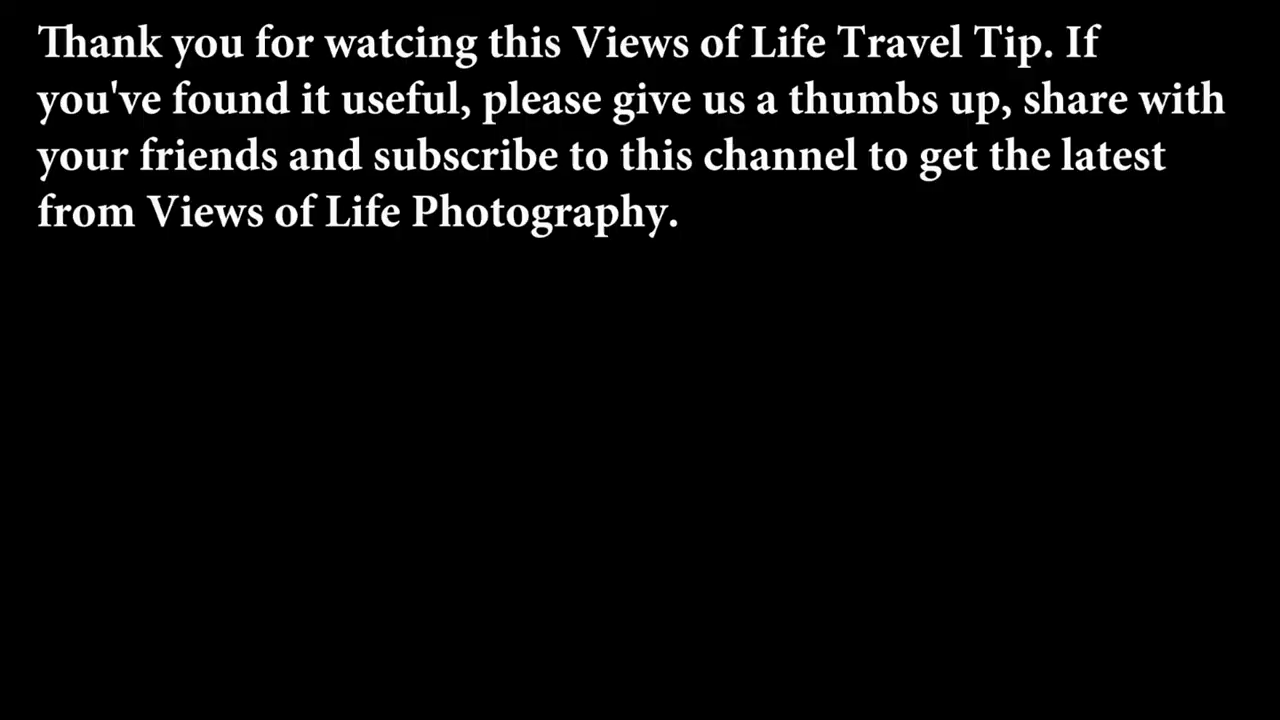 Thank you for watcing this Views of Life Travel Tip. If
you've found it useful, please give us a thumbs up, share with
your friends and subscribe to this channel to get the latest
from Views of Life Photography.